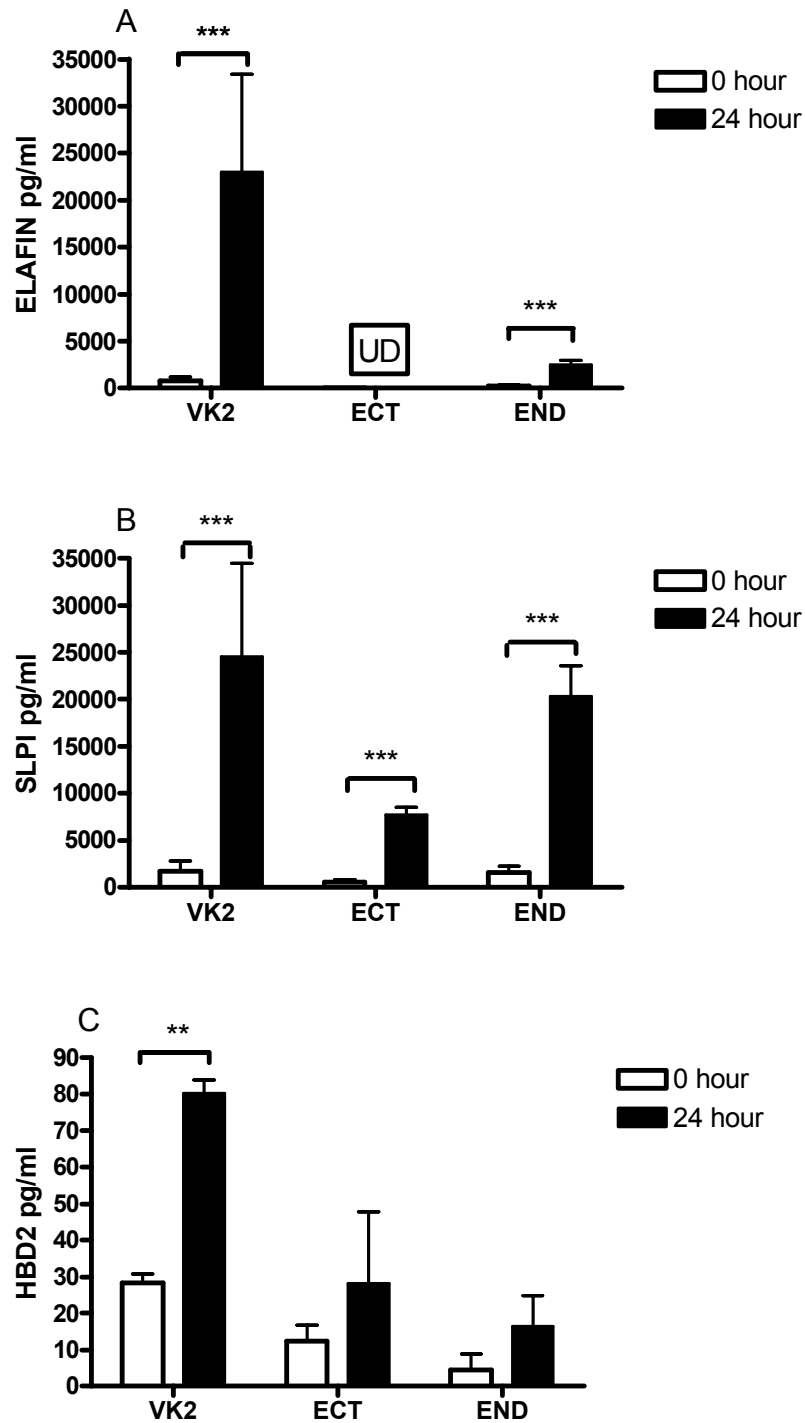 A
***
35000
30000
25000
20000
15000
10000
5000
0
ELAFIN pg/ml
0 hour
24 hour
***
UD
VK2 ECT END
B
***
35000
30000
25000
20000
15000
10000
5000
0
SLPI pg/ml
0 hour
24 hour
***
***
VK2 ECT END
C
**
90
80
70
60
50
40
30
20
10
0
HBD2 pg/ml
0 hour
24 hour
VK2 ECT END